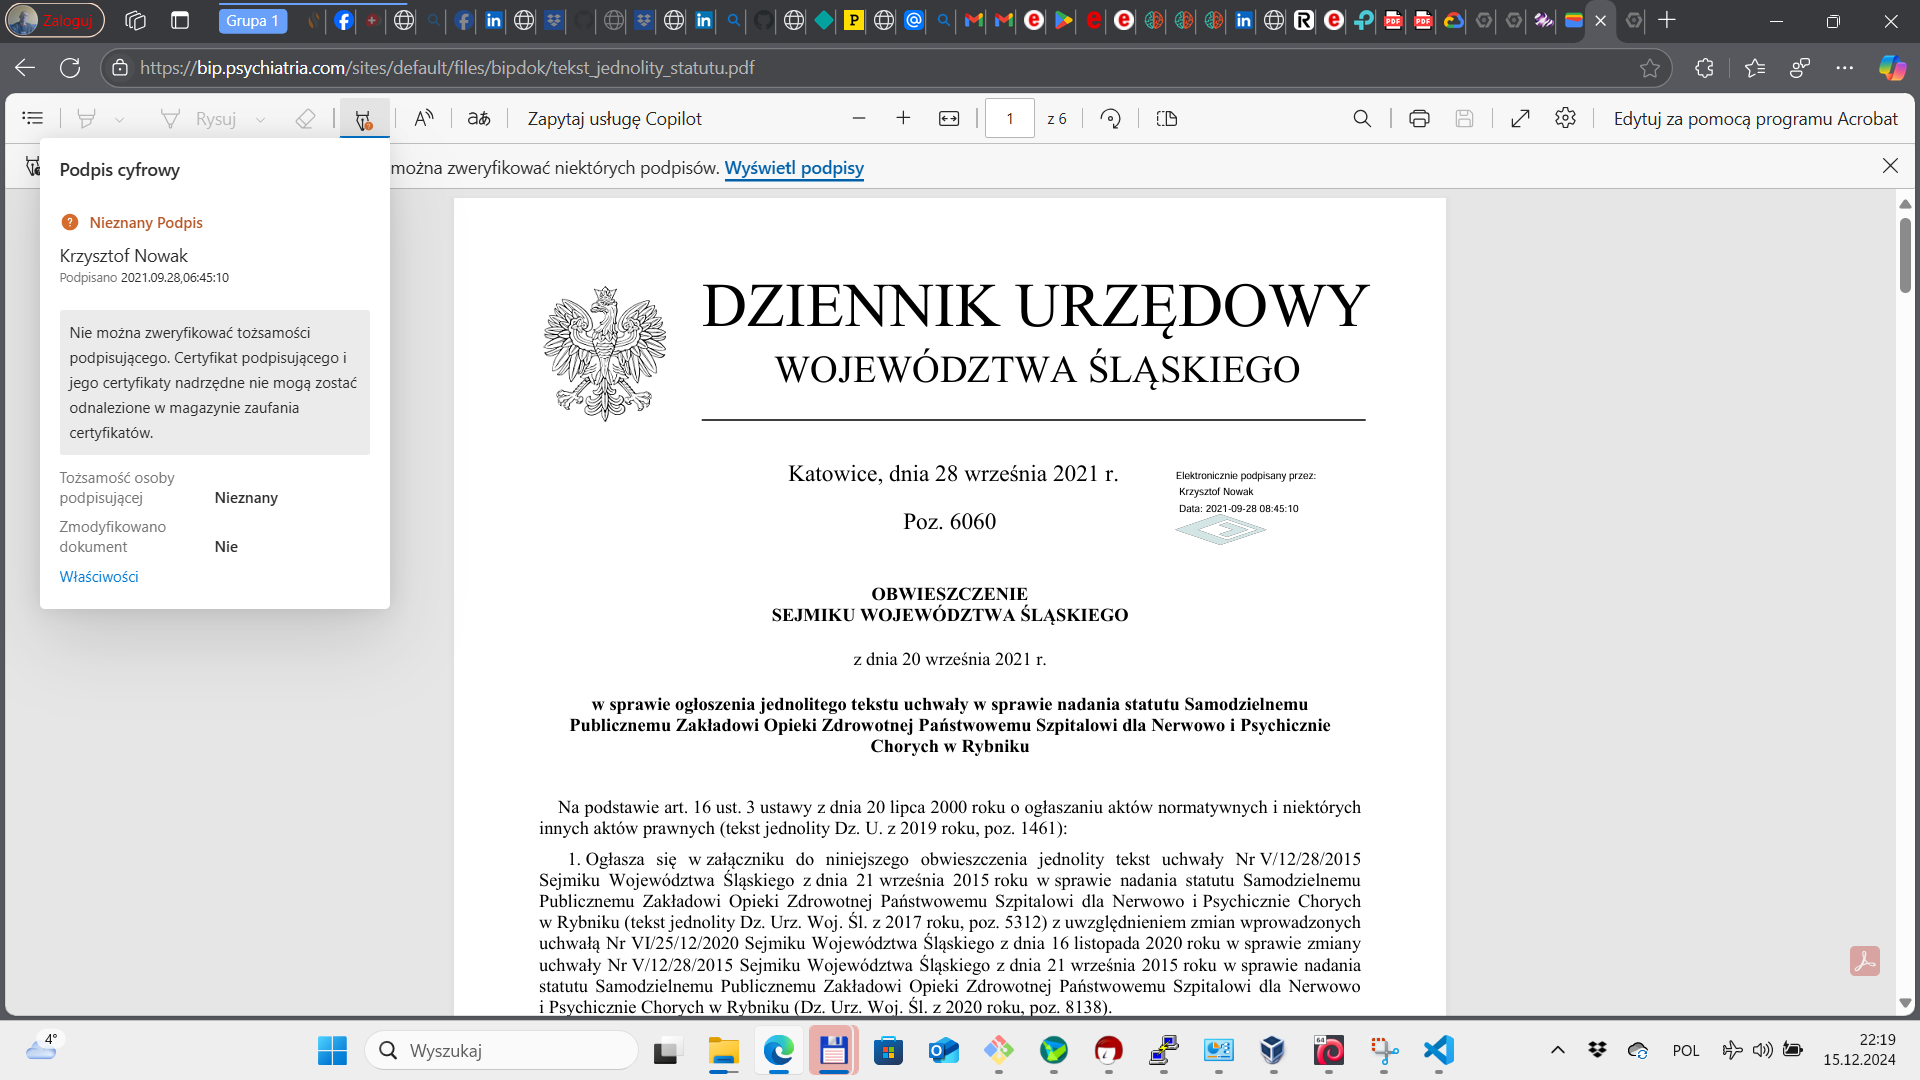 Zaloguj
Grupa 1
https://bip.psychiatria.com/sites/default/files/bipdok/tekst_jednolity_statutu.pdf
Rysuj
Zapytaj usługę Copilot
1
z 6
Edytuj za pomocą programu Acrobat
można zweryfikować niektórych podpisów. Wyświetl podpisy
Podpis cyfrowy
Nieznany Podpis
Krzysztof Nowak
Podpisano 2021.09.28,06:45:10
Nie można zweryfikować tożsamości
podpisującego. Certyfikat podpisującego i
jego certyfikaty nadrzędne nie mogą zostać
odnalezione w magazynie zaufania
certyfikatów.
Tożsamość osoby
podpisującej Nieznany
Zmodyfikowano
dokument Nie
Właściwości
DZIENNIK URZĘDOWY
WOJEWÓDZTWA ŚLĄSKIEGO
Katowice, dnia 28 września 2021 r.
Poz. 6060
Elektronicznie podpisany przez:
Krzysztof Nowak
Data: 2021-09-28 08:45:10
OBWIESZCZENIE
SEJMIKU WOJEWÓDZTWA ŚLĄSKIEGO
z dnia 20 września 2021 r.
w sprawie ogłoszenia jednolitego tekstu uchwały w sprawie nadania statutu Samodzielnemu
Publicznemu Zakładowi Opieki Zdrowotnej Państwowemu Szpitalowi dla Nerwowo i Psychicznie
Chorych w Rybniku
Na podstawie art. 16 ust. 3 ustawy z dnia 20 lipca 2000 roku o ogłaszaniu aktów normatywnych i niektórych
innych aktów prawnych (tekst jednolity Dz. U. z 2019 roku, poz. 1461):
1. Ogłasza się w załączniku do niniejszego obwieszczenia jednolity tekst uchwały Nr V/12/28/2015
Sejmiku Województwa Śląskiego z dnia 21 września 2015 roku w sprawie nadania statutu Samodzielnemu
Publicznemu Zakładowi Opieki Zdrowotnej Państwowemu Szpitalowi dla Nerwowo i Psychicznie Chorych
w Rybniku (tekst jednolity Dz. Urz. Woj. Śl. z 2017 roku, poz. 5312) z uwzględnieniem zmian wprowadzonych
uchwałą Nr VI/25/12/2020 Sejmiku Województwa Śląskiego z dnia 16 listopada 2020 roku w sprawie zmiany
uchwały Nr V/12/28/2015 Sejmiku Województwa Śląskiego z dnia 21 września 2015 roku w sprawie nadania
statutu Samodzielnemu Publicznemu Zakładowi Opieki Zdrowotnej Państwowemu Szpitalowi dla Nerwowo
i Psychicznie Chorych w Rybniku (Dz. Urz. Woj. Śl. z 2020 roku, poz. 8138).
4°
Wyszukaj
POL
22:19
15.12.2024